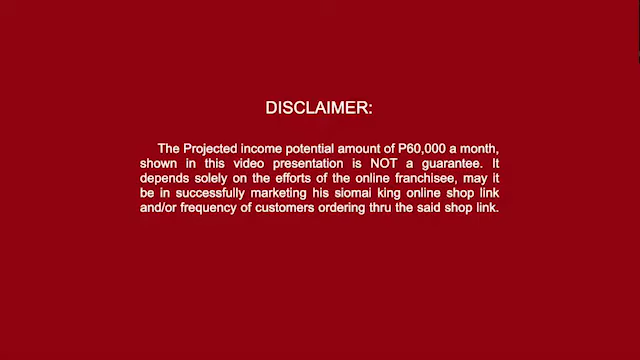 DISCLAIMER:
The Projected income potential amount of P60,000 a month,
shown in this video presentation is NOT a guarantee. It
depends solely on the efforts of the online franchisee, may it
be in successfully marketing his siomai king online shop link
and/or frequency of customers ordering thru the said shop link.